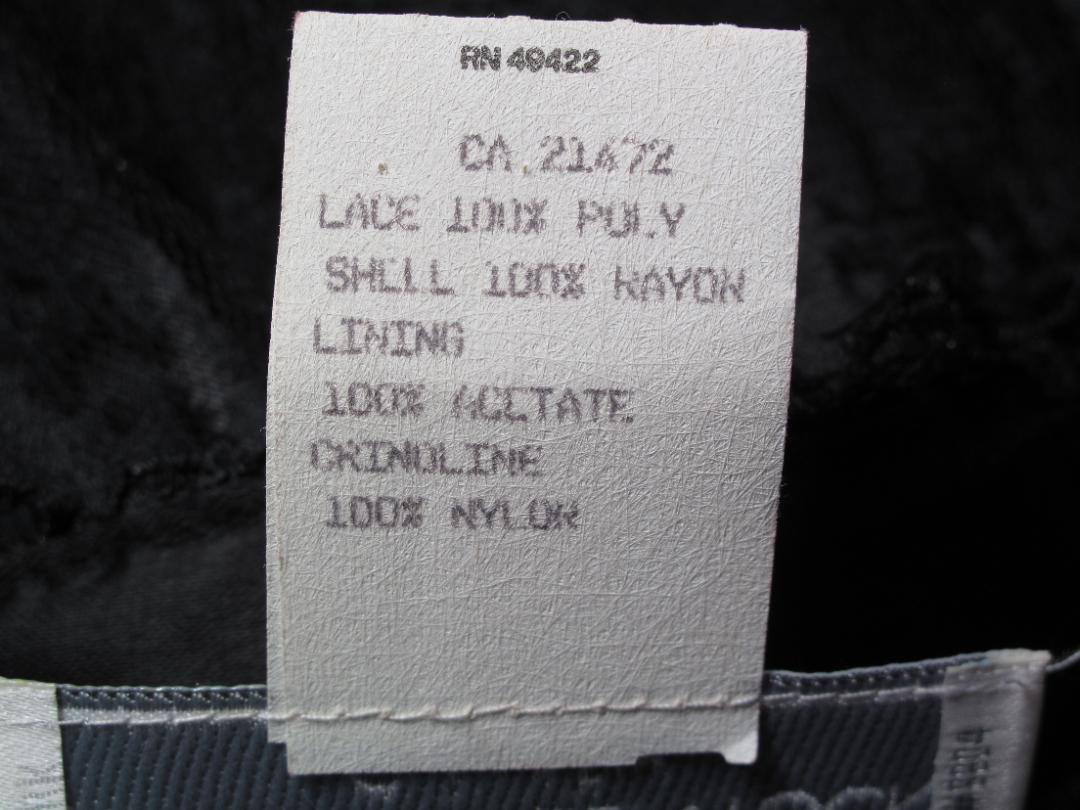 RN 49422
CA 21472
LACE 100% POLY
SHELL 100% RAYON
LINING
100% ACETATE
CRINOLINE
100% NYLON